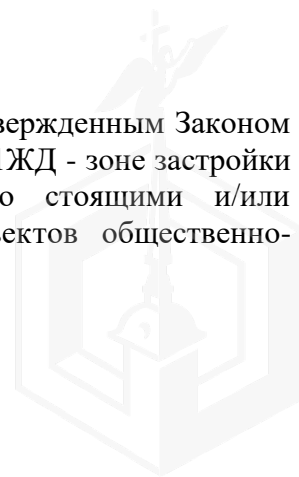 вержденным Законом
1ЖД - зоне застройки
о стоящими и/или
ектов общественно-